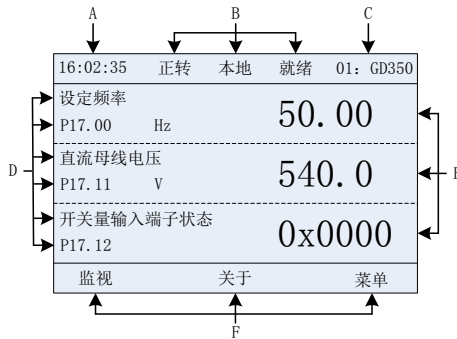 A B C
16:02:35 正转 本地 就绪 01: GD350
设定频率
P17.00 Hz 50.00
直流母线电压
D
P17.11 V 540.0
开关量输入端子状态
P17.12 0x0000
监视 关于 菜单
F